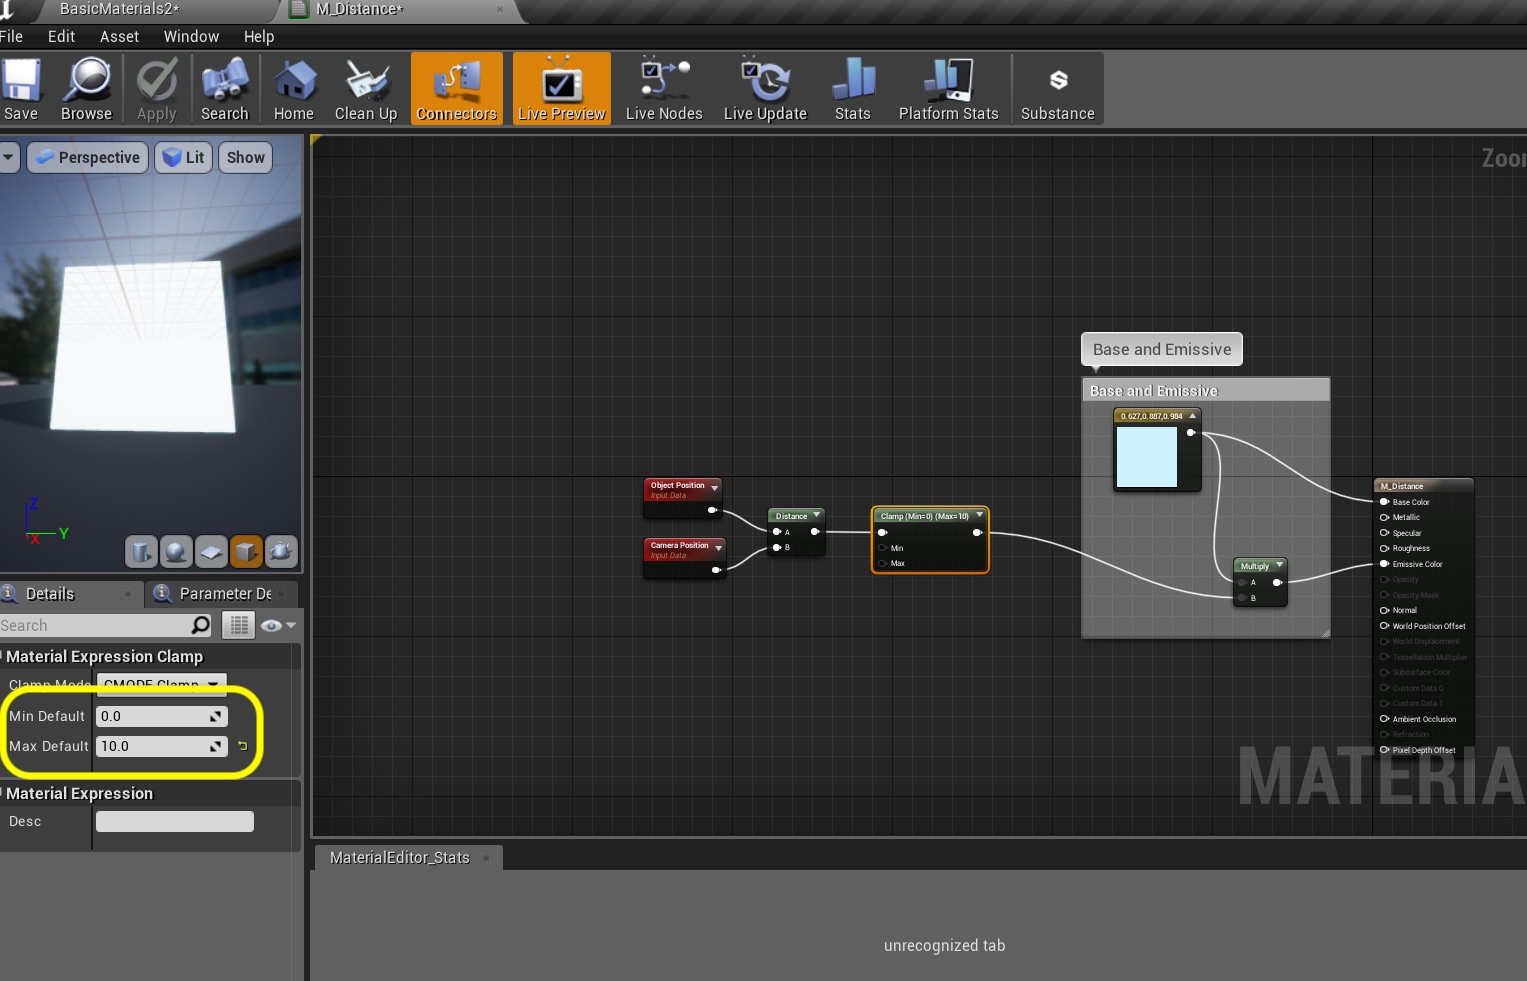 BasicMaterials2*
M_Distance*
File Edit Asset Window Help
Save Browse Apply Search Home Clean Up Connectors Live Preview Live Nodes Live Update Stats Platform Stats Substance
Perspective Lit Show
Zoo
Base and Emissive
Base and Emissive
0.627,0.887,0.984
Object Position
Input Data
Camera Position
Input Data
Distance
A
B
Clamp (Min=0) (Max=10)
Min
Max
Multiply
A
B
M_Distance
Base Color
Metallic
Specular
Roughness
Emissive Color
Opacity
Opacity Mask
Normal
World Position Offset
World Displacement
Tessellation Multiplier
Subsurface Color
Custom Data 0
Custom Data 1
Ambient Occlusion
Refraction
Pixel Depth Offset
MATERIA
Z
Y
X
Details
Parameter De
Search
Material Expression Clamp
Clamp Mode CMODE Clamp
Min Default 0.0
Max Default 10.0
Material Expression
Desc
MaterialEditor_Stats
unrecognized tab